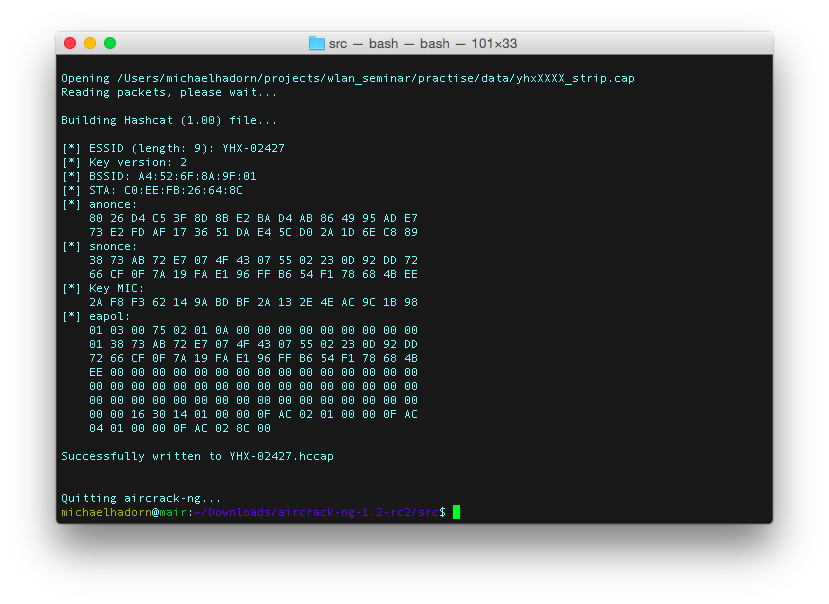 src — bash — bash — 101×33
Opening /Users/michaelhadorn/projects/wlan_seminar/practise/data/yhxXXXX_strip.cap
Reading packets, please wait...
Building Hashcat (1.00) file...
[*] ESSID (length: 9): YHX-02427
[*] Key version: 2
[*] BSSID: A4:52:6F:8A:9F:01
[*] STA: C0:EE:FB:26:64:8C
[*] anonce:
80 26 D4 C5 3F 8D 8B E2 BA D4 AB 86 49 95 AD E7
73 E2 FD AF 17 36 51 DA E4 5C D0 2A 1D 6E C8 89
[*] snonce:
38 73 AB 72 E7 07 4F 43 07 55 02 23 0D 92 DD 72
66 CF 0F 7A 19 FA E1 96 FF B6 54 F1 78 68 4B EE
[*] Key MIC:
2A F8 F3 62 14 9A BD BF 2A 13 2E 4E AC 9C 1B 98
[*] eapol:
01 03 00 75 02 01 0A 00 00 00 00 00 00 00 00 00
01 38 73 AB 72 E7 07 4F 43 07 55 02 23 0D 92 DD
72 66 CF 0F 7A 19 FA E1 96 FF B6 54 F1 78 68 4B
EE 00 00 00 00 00 00 00 00 00 00 00 00 00 00 00
00 00 00 00 00 00 00 00 00 00 00 00 00 00 00 00
00 00 00 00 00 00 00 00 00 00 00 00 00 00 00 00
00 00 16 30 14 01 00 00 0F AC 02 01 00 00 0F AC
04 01 00 00 0F AC 02 8C 00
Successfully written to YHX-02427.hccap
Quitting aircrack-ng...
michaelhadorn@mair:~/Downloads/aircrack-ng-1.2-rc2/src$